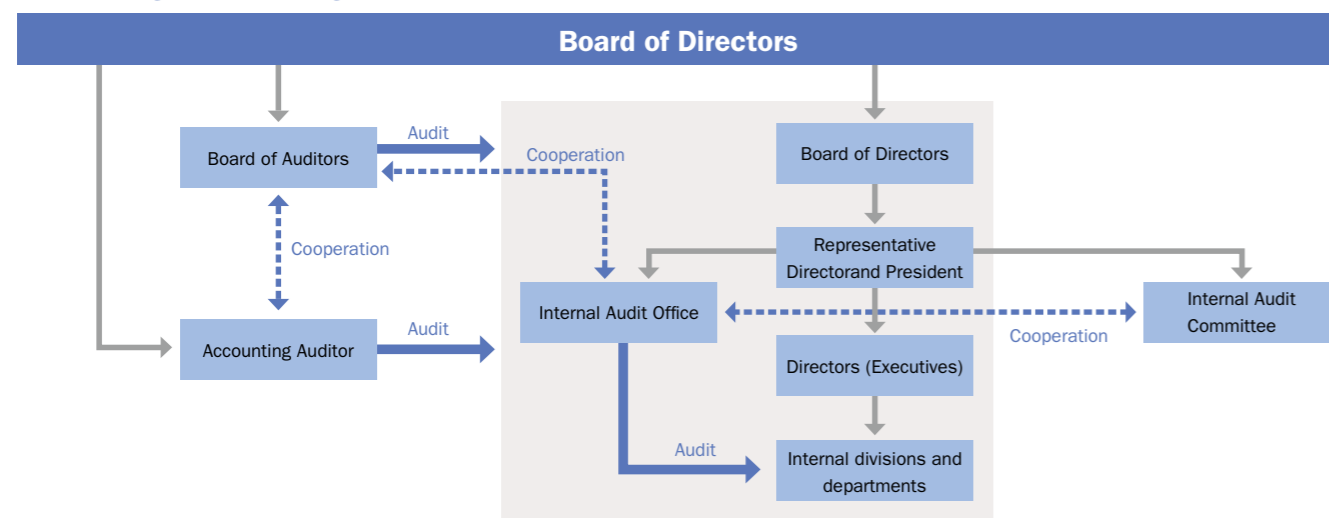 Board of Directors
Audit
Board of Auditors
Cooperation
Board of Directors
Cooperation
Representative
Directorand President
Internal Audit Office
Internal Audit
Committee
Cooperation
Audit
Accounting Auditor
Directors (Executives)
Audit
Internal divisions and
departments